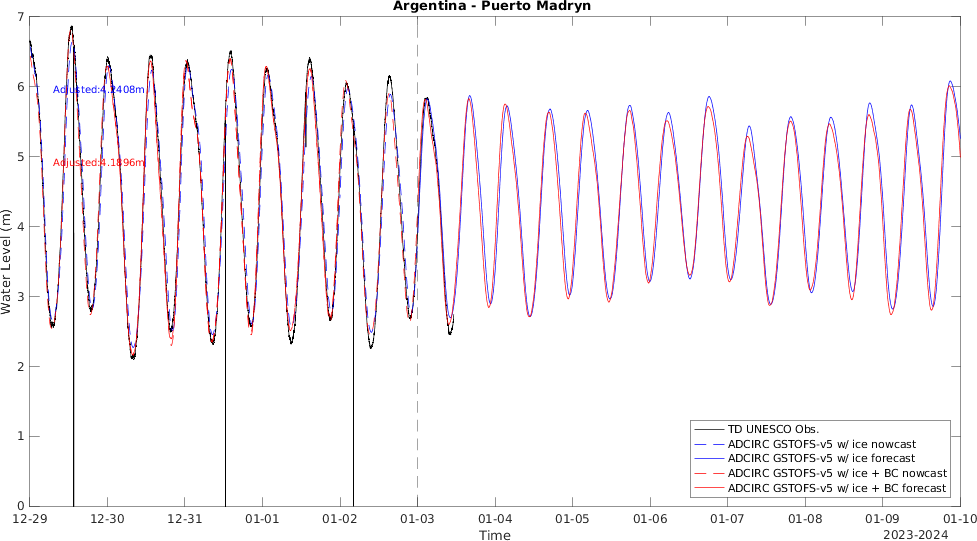 Argentina - Puerto Madryn
Water Level (m)
7
6
5
4
3
2
1
0
Adjusted:4.2408m
Adjusted:4.1896m
TD UNESCO Obs.
ADCIRC GSTOFS-v5 w/ ice nowcast
ADCIRC GSTOFS-v5 w/ ice forecast
ADCIRC GSTOFS-v5 w/ ice + BC nowcast
ADCIRC GSTOFS-v5 w/ ice + BC forecast
12-29 12-30 12-31 01-01 01-02 01-03 01-04 01-05 01-06 01-07 01-08 01-09 01-10
Time
2023-2024